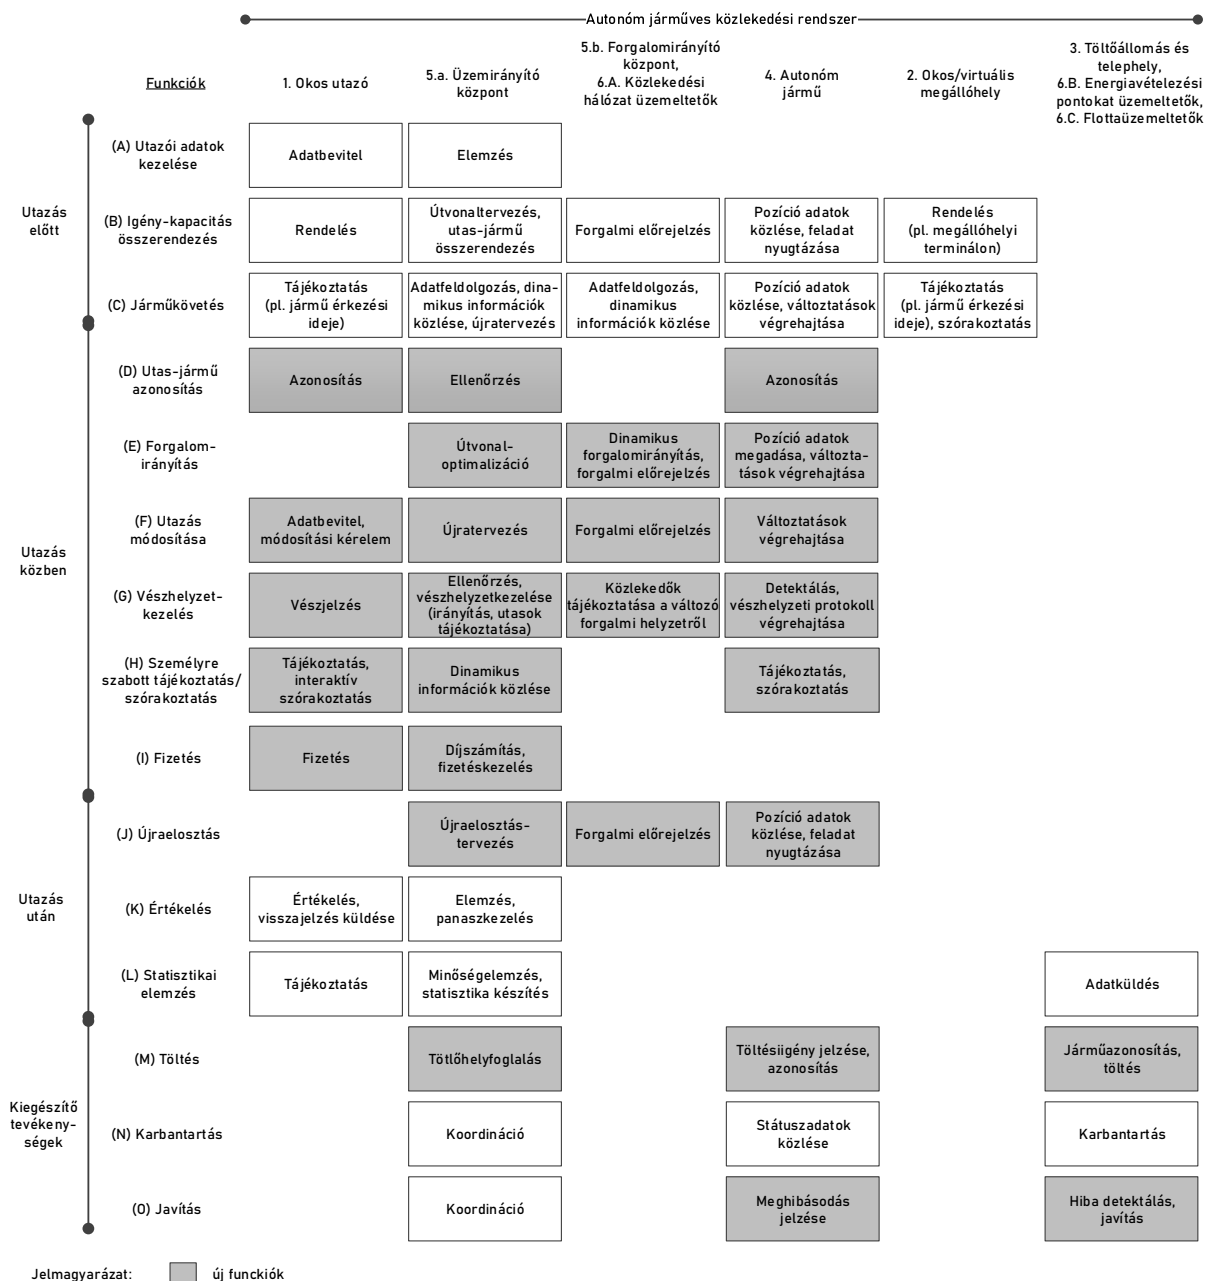 Autonóm járműves közlekedési rendszer
Funkciók
1. Okos utazó
5.a. Üzemirányító
központ
5.b. Forgalomirányító
központ,
6.A. Közlekedési
hálózat üzemeltetők
4. Autonóm
jármű
2. Okos/virtuális
megállóhely
3. Töltőállomás és
telephely,
6.B. Energiavételezési
pontokat üzemeltetők,
6.C. Flottaüzemeltetők
Utazás
előtt
(A) Utazói adatok
kezelése
Adatbevitel
Elemzés
(B) Igény-kapacitás
összerendezés
Rendelés
Útvonaltervezés,
utas-jármű
összerendezés
Forgalmi előrejelzés
Pozíció adatok
közlése, feladat
nyugtázása
Rendelés
(pl. megállóhelyi
terminálon)
(C) Járműkövetés
Tájékoztatás
(pl. jármű érkezési
ideje)
Adatfeldolgozás, dina-
mikus információk
közlése, újratervezés
Adatfeldolgozás,
dinamikus
információk közlése
Pozíció adatok
közlése, változtatások
végrehajtása
Tájékoztatás
(pl. jármű érkezési
ideje), szórakoztatás
Utazás
közben
(D) Utas-jármű
azonosítás
Azonosítás
Ellenőrzés
Azonosítás
(E) Forgalom-
irányítás
Útvonal-
optimalizáció
Dinamikus
forgalomirányítás,
forgalmi előrejelzés
Pozíció adatok
megadása, változta-
tások végrehajtása
(F) Utazás
módosítása
Adatbevitel,
módosítási kérelem
Újratervezés
Forgalmi előrejelzés
Változtatások
végrehajtása
(G) Vészhelyzet-
kezelés
Vészjelzés
Ellenőrzés,
vészhelyzetkezelése
(irányítás, utasok
tájékoztatása)
Közlekedők
tájékoztatása a változó
forgalmi helyzetről
Detektálás,
vészhelyzeti protokoll
végrehajtása
(H) Személyre
szabott tájékoztatás/
szórakoztatás
Tájékoztatás,
interaktív
szórakoztatás
Dinamikus
információk közlése
Tájékoztatás,
szórakoztatás
(I) Fizetés
Fizetés
Díjszámítás,
fizetéskezelés
Utazás
után
(J) Újraelosztás
Újraelosztás-
tervezés
Forgalmi előrejelzés
Pozíció adatok
közlése, feladat
nyugtázása
(K) Értékelés
Értékelés,
visszajelzés küldése
Elemzés,
panaszkezelés
(L) Statisztikai
elemzés
Tájékoztatás
Minőségelemzés,
statisztika készítés
Adatküldés
Kiegészítő
tevékeny-
ségek
(M) Töltés
Tötlőhelyfoglalás
Töltésiigény jelzése,
azonosítás
Járműazonosítás,
töltés
(N) Karbantartás
Koordináció
Státuszadatok
közlése
Karbantartás
(O) Javítás
Koordináció
Meghibásodás
jelzése
Hiba detektálás,
javítás
Jelmagyarázat:
új funckiók